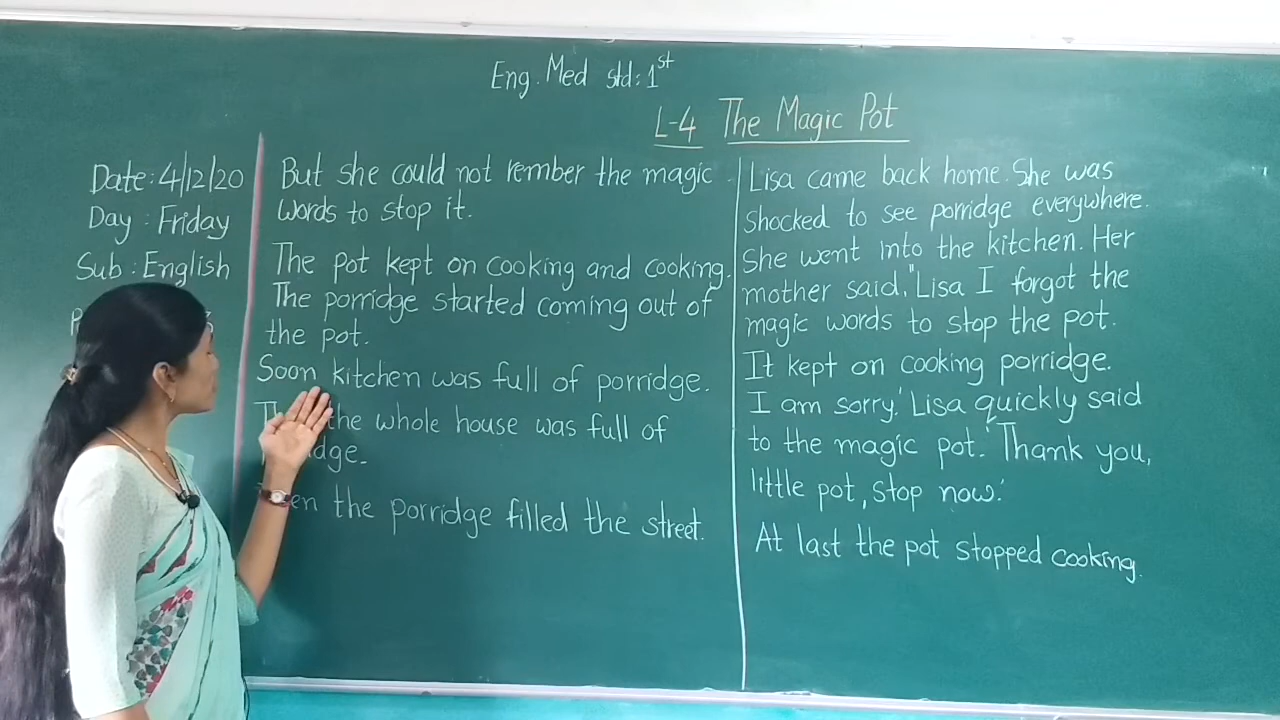 Eng. Med std: 1st
L-4 The Magic Pot
Date: 4/12/20
Day : Friday
Sub : English
But she could not rember the magic
words to stop it.
The pot kept on cooking and cooking.
The porridge started coming out of
the pot.
Soon kitchen was full of porridge.
the whole house was full of
the porridge filled the street.
Lisa came back home. She was
shocked to see porridge everywhere.
She went into the kitchen. Her
mother said, "Lisa I forgot the
magic words to stop the pot.
It kept on cooking porridge.
I am sorry.' Lisa quickly said
to the magic pot.' Thank you,
little pot, stop now.'
At last the pot stopped cooking.